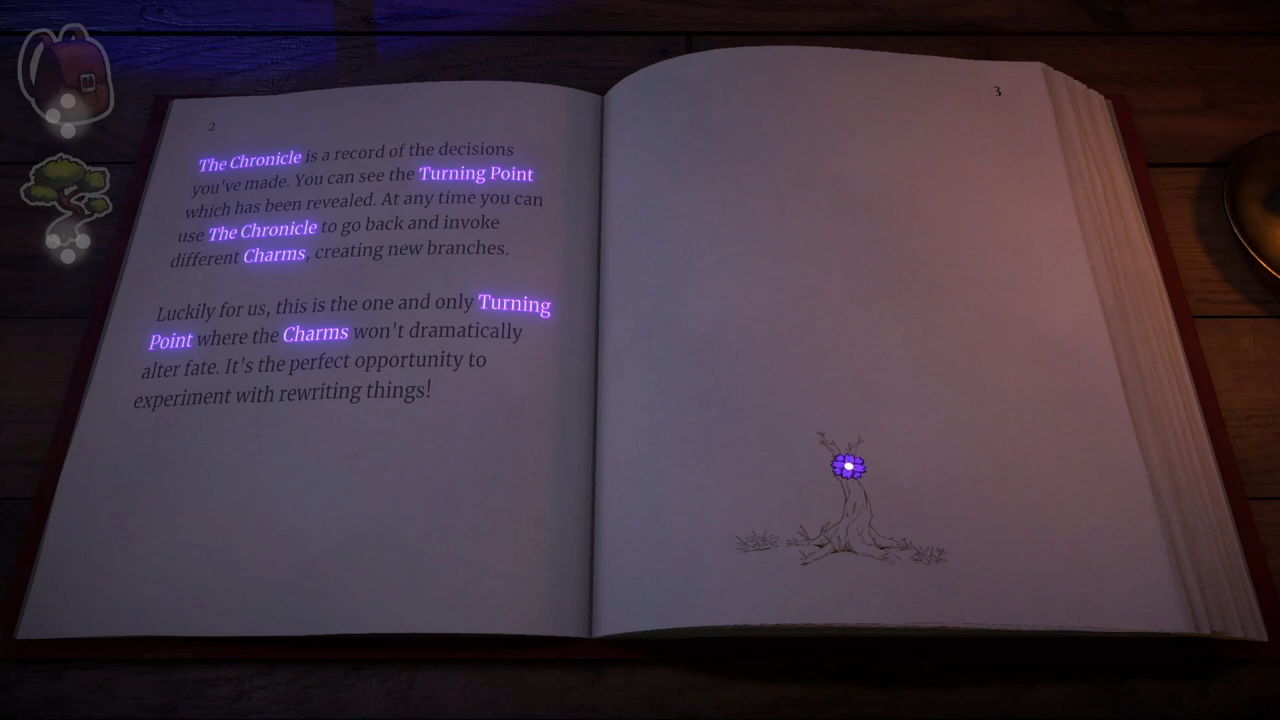 2
The Chronicle is a record of the decisions
you've made. You can see the Turning Point
which has been revealed. At any time you can
use The Chronicle to go back and invoke
different Charms, creating new branches.
Luckily for us, this is the one and only Turning
Point where the Charms won't dramatically
alter fate. It's the perfect opportunity to
experiment with rewriting things!
3